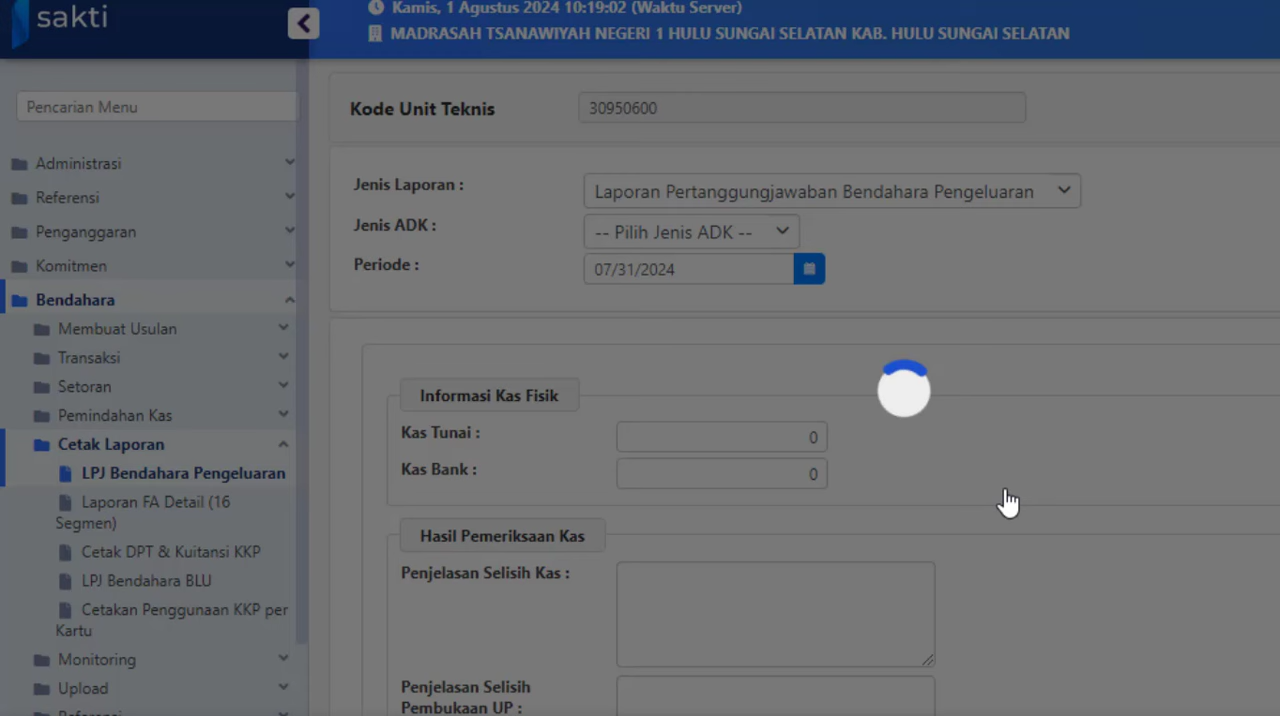 sakti
Kamis, 1 Agustus 2024 10:19:02 (Waktu Server)
MADRASAH TSANAWIYAH NEGERI 1 HULU SUNGAI SELATAN KAB. HULU SUNGAI SELATAN
Pencarian Menu
Administrasi
Referensi
Penganggaran
Komitmen
Bendahara
Membuat Usulan
Transaksi
Setoran
Pemindahan Kas
Cetak Laporan
LPJ Bendahara Pengeluaran
Laporan FA Detail (16
Segmen)
Cetak DPT & Kuitansi KKP
LPJ Bendahara BLU
Cetakan Penggunaan KKP per
Kartu
Monitoring
Upload
Referensi
Kode Unit Teknis
30950600
Jenis Laporan :
Laporan Pertanggungjawaban Bendahara Pengeluaran
Jenis ADK :
-- Pilih Jenis ADK --
Periode :
07/31/2024
Informasi Kas Fisik
Kas Tunai :
0
Kas Bank :
0
Hasil Pemeriksaan Kas
Penjelasan Selisih Kas :
Penjelasan Selisih
Pembukaan UP :